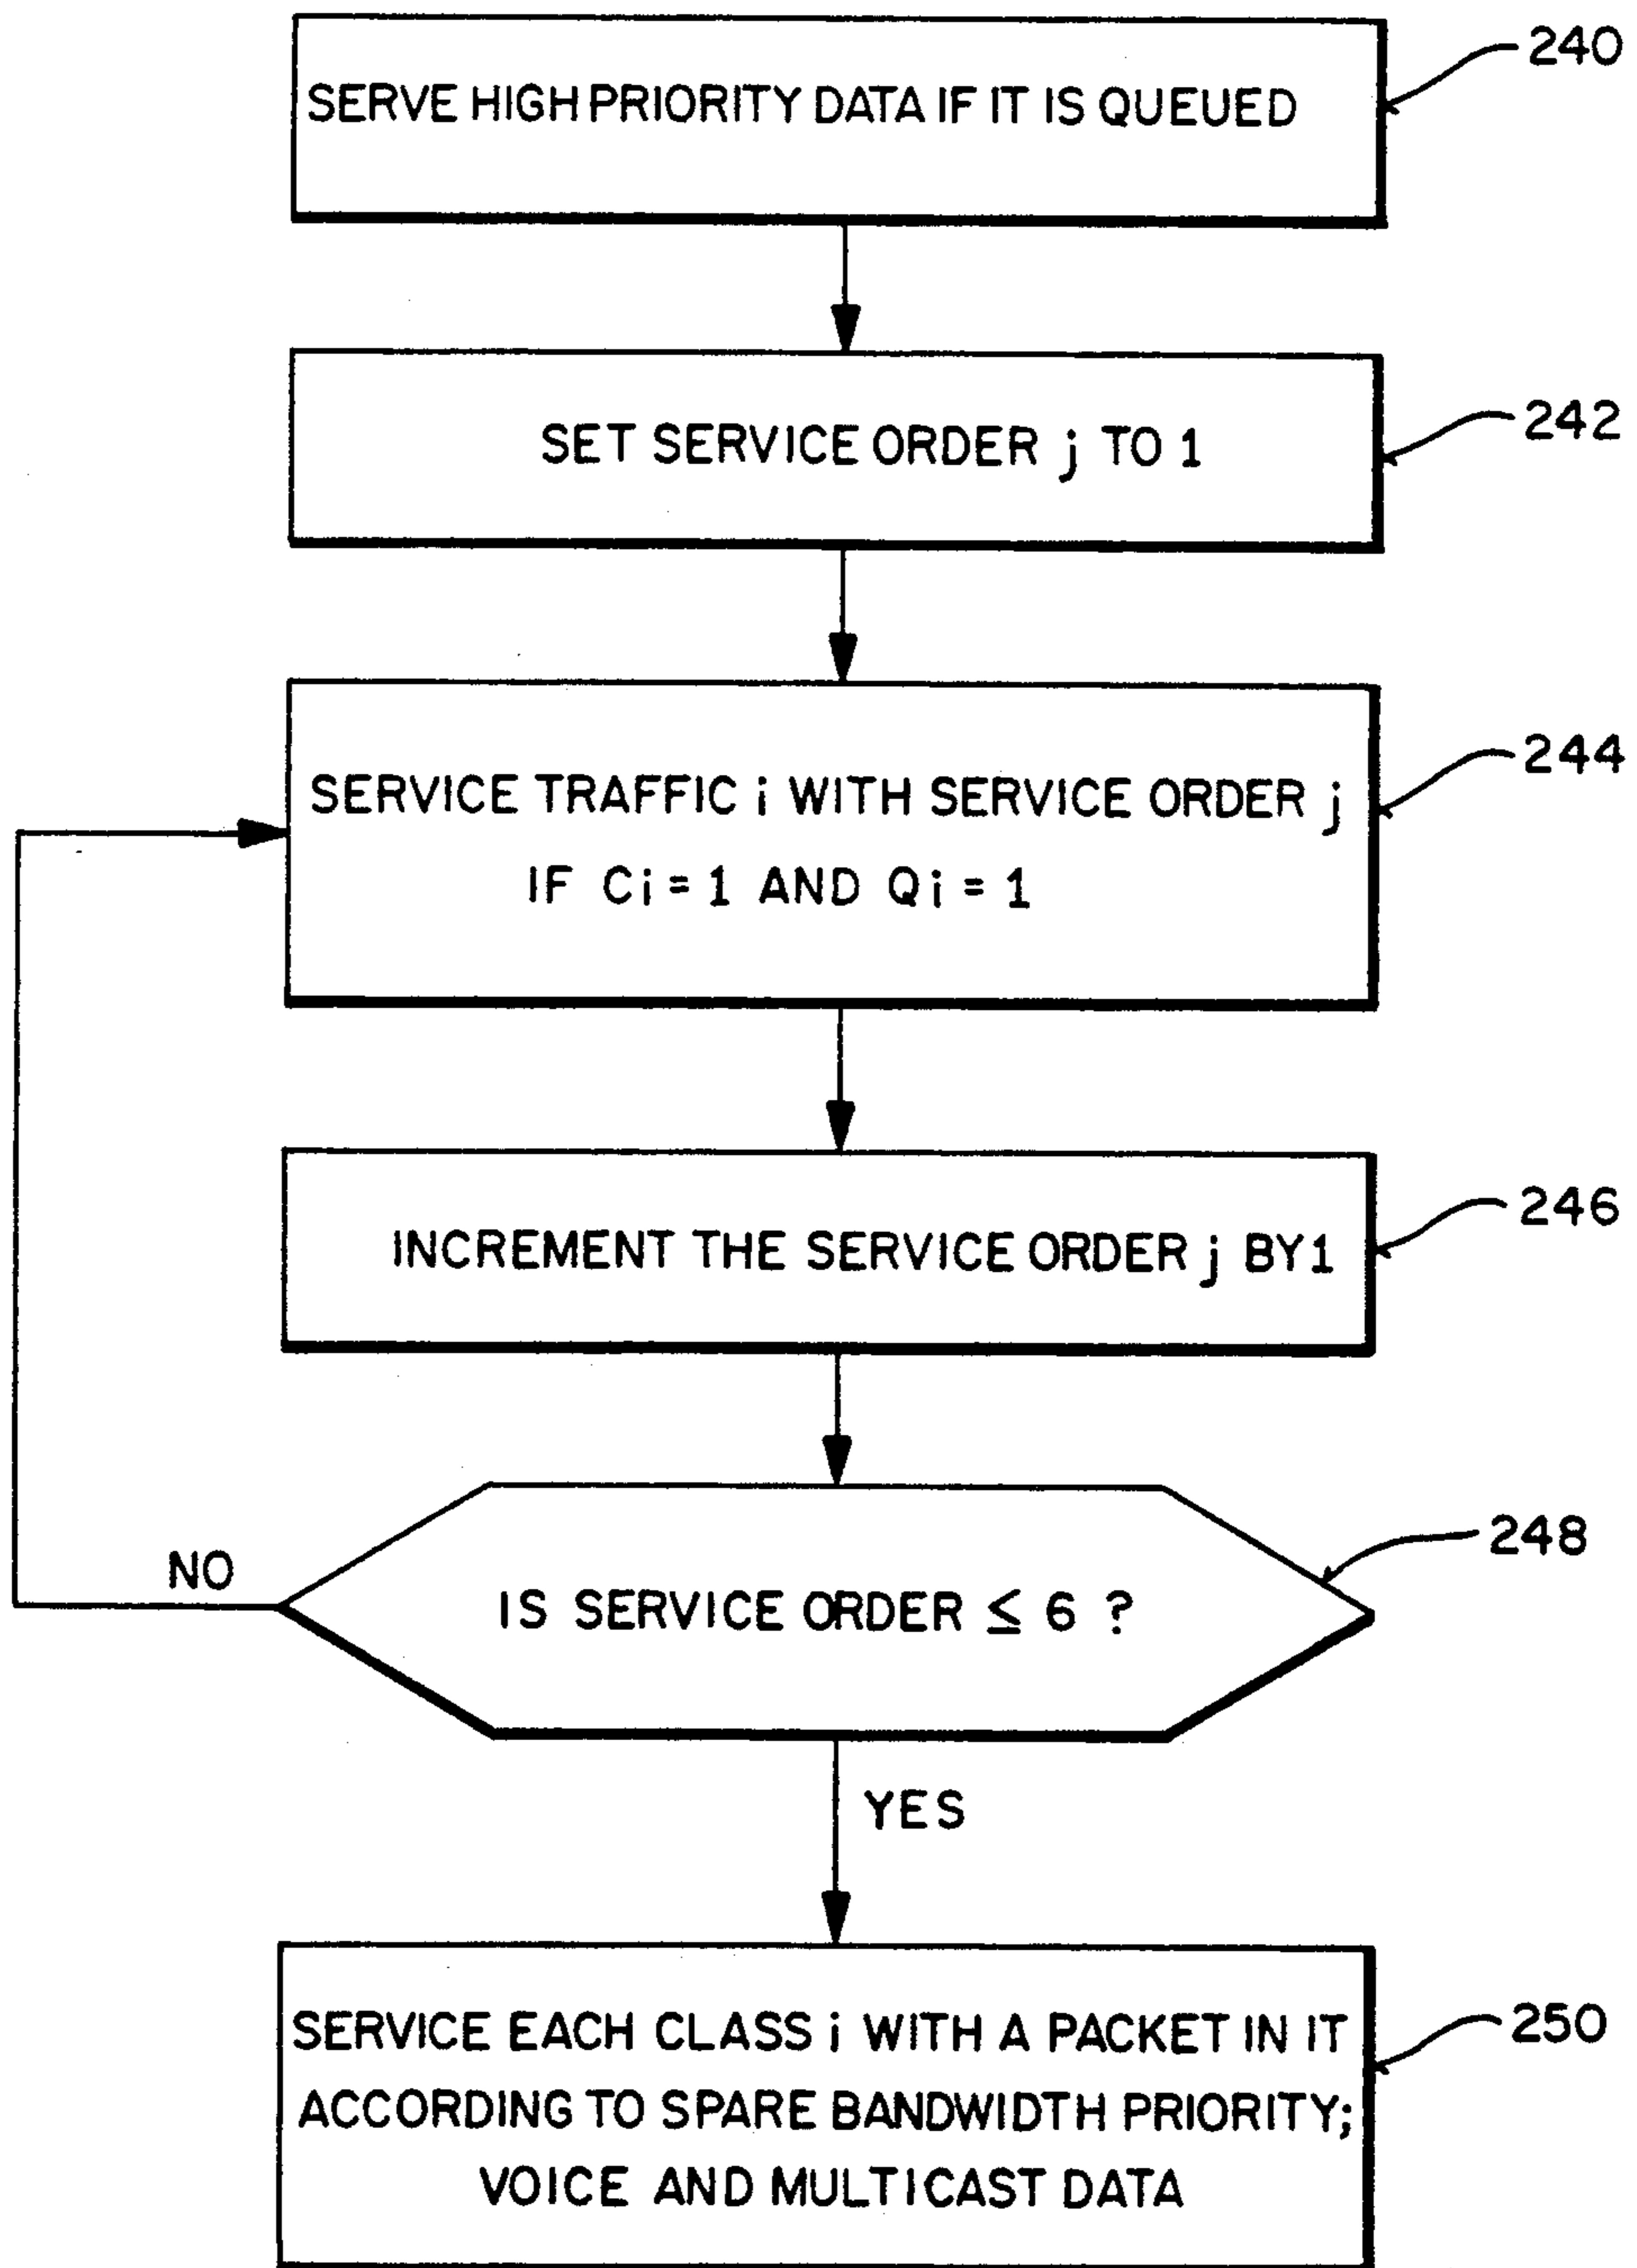 SERVE HIGH PRIORITY DATA IF IT IS QUEUED
240
SET SERVICE ORDER j TO 1
242
SERVICE TRAFFIC i WITH SERVICE ORDER j
IF Ci = 1 AND Qi = 1
244
INCREMENT THE SERVICE ORDER j BY 1
246
IS SERVICE ORDER ≤ 6 ?
248
NO
YES
SERVICE EACH CLASS i WITH A PACKET IN IT
ACCORDING TO SPARE BANDWIDTH PRIORITY;
VOICE AND MULTICAST DATA
250